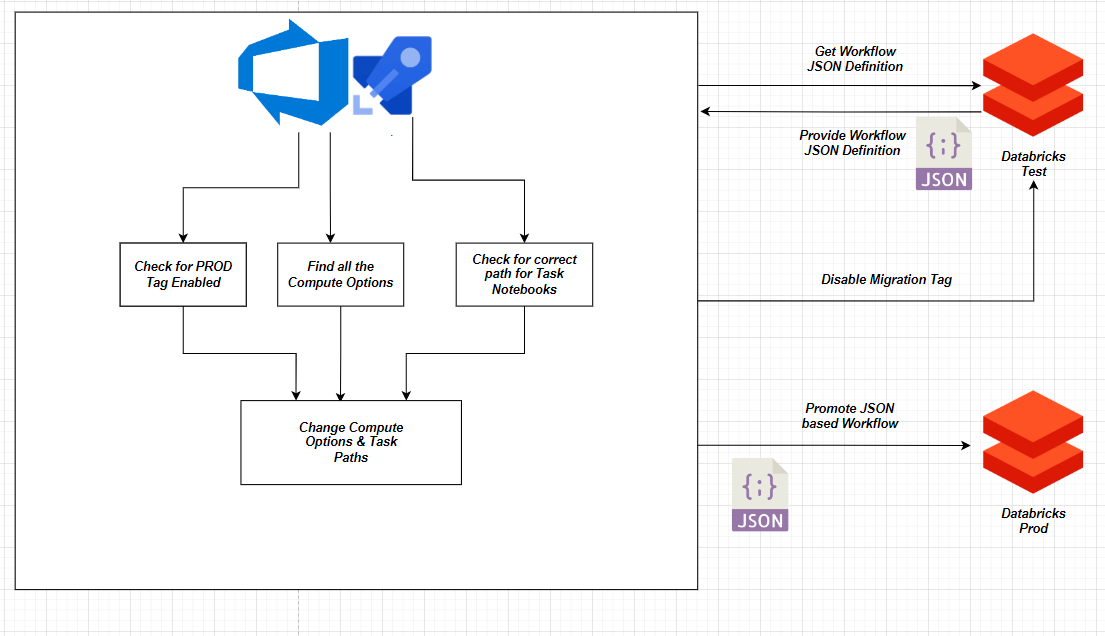 Get Workflow
JSON Definition
Provide Workflow
JSON Definition
{;}
JSON
Databricks
Test
Check for PROD
Tag Enabled
Find all the
Compute Options
Check for correct
path for Task
Notebooks
Disable Migration Tag
Change Compute
Options & Task
Paths
Promote JSON
based Workflow
{;}
JSON
Databricks
Prod